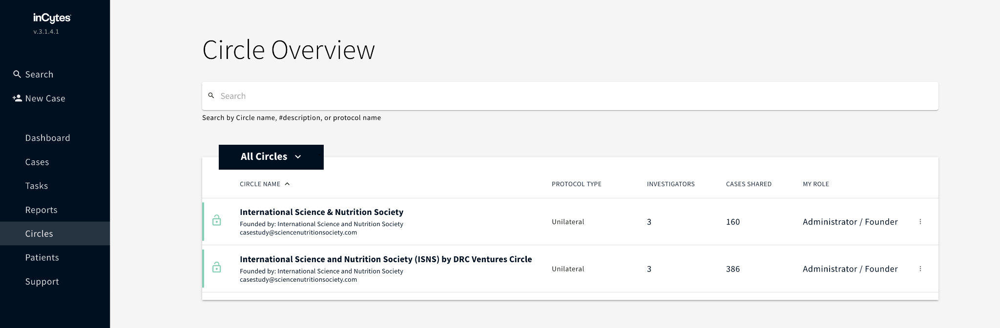 inCytes
v.3.1.4.1
Search
New Case
Dashboard
Cases
Tasks
Reports
Circles
Patients
Support
Circle Overview
Search
Search by Circle name, #description, or protocol name
All Circles
CIRCLE NAME PROTOCOL TYPE INVESTIGATORS CASES SHARED MY ROLE
International Science & Nutrition Society
Founded by: International Science and Nutrition Society
casestudy@sciencenutritionsociety.com
Unilateral 3 160 Administrator / Founder
International Science and Nutrition Society (ISNS) by DRC Ventures Circle
Founded by: International Science and Nutrition Society
casestudy@sciencenutritionsociety.com
Unilateral 3 386 Administrator / Founder